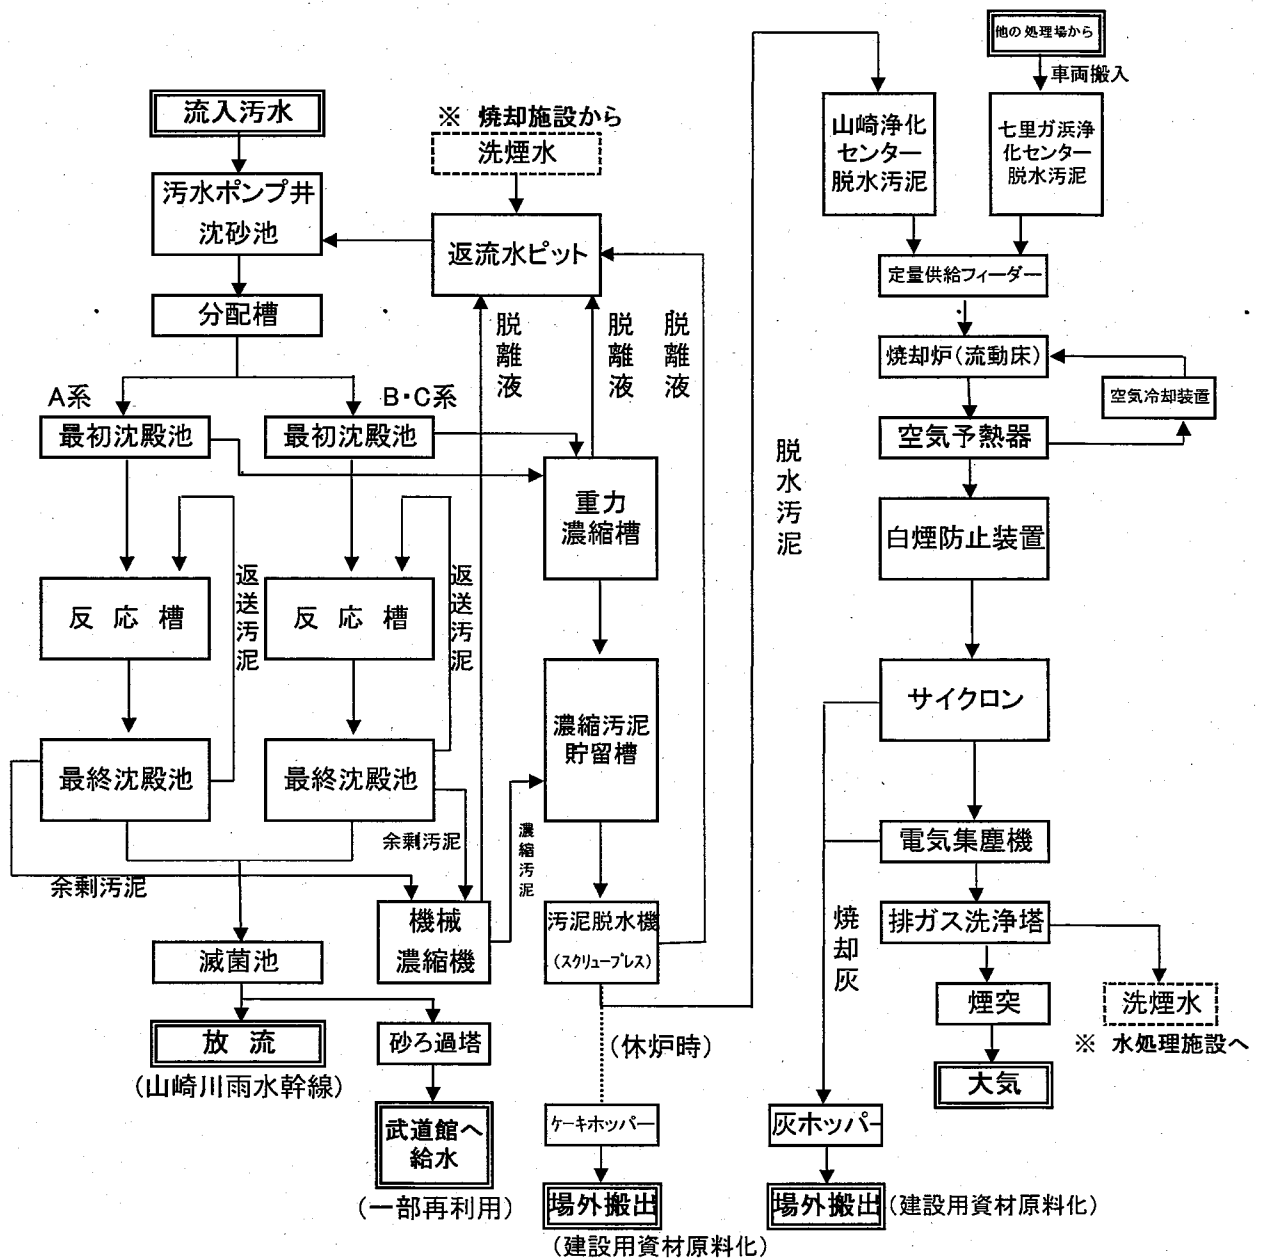 他の処理場から
車両搬入
流入汚水
※ 焼却施設から
洗煙水
山崎浄化
センター
脱水汚泥
七里ガ浜浄
化センター
脱水汚泥
汚水ポンプ井
沈砂池
返流水ピット
定量供給フィーダー
分配槽
脱離液
脱離液
脱離液
焼却炉(流動床)
空気冷却装置
A系
B・C系
最初沈殿池
最初沈殿池
空気予熱器
脱水汚泥
重力
濃縮槽
白煙防止装置
反応槽
返送汚泥
反応槽
返送汚泥
サイクロン
濃縮汚泥
貯留槽
最終沈殿池
最終沈殿池
余剰汚泥
濃縮汚泥
電気集塵機
余剰汚泥
機械
濃縮機
汚泥脱水機
(スクリュープレス)
焼却灰
排ガス洗浄塔
滅菌池
煙突
洗煙水
※ 水処理施設へ
放流
(山崎川雨水幹線)
砂ろ過塔
(休炉時)
大気
武道館へ
給水
(一部再利用)
ケーキホッパー
灰ホッパー
場外搬出
(建設用資材原料化)
場外搬出
(建設用資材原料化)